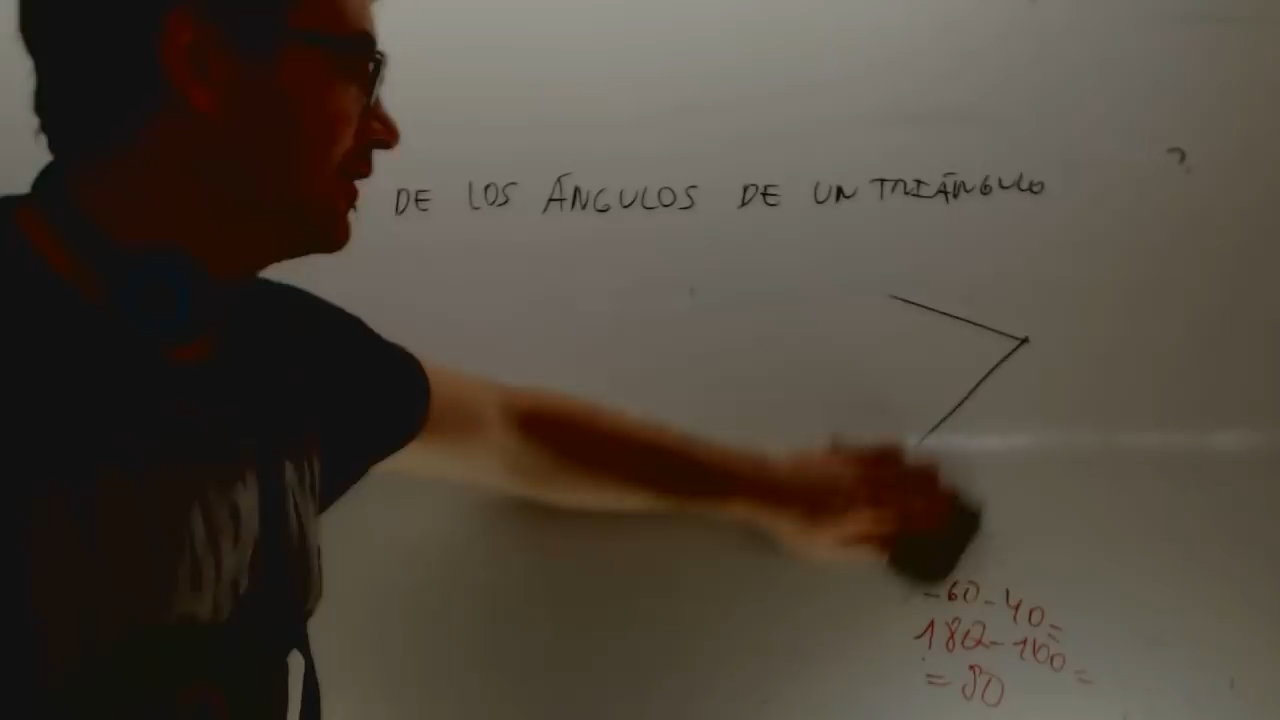 DE LOS ÁNGULOS DE UN TRIÁNGULO
?
-60-40=
180-100=
=80